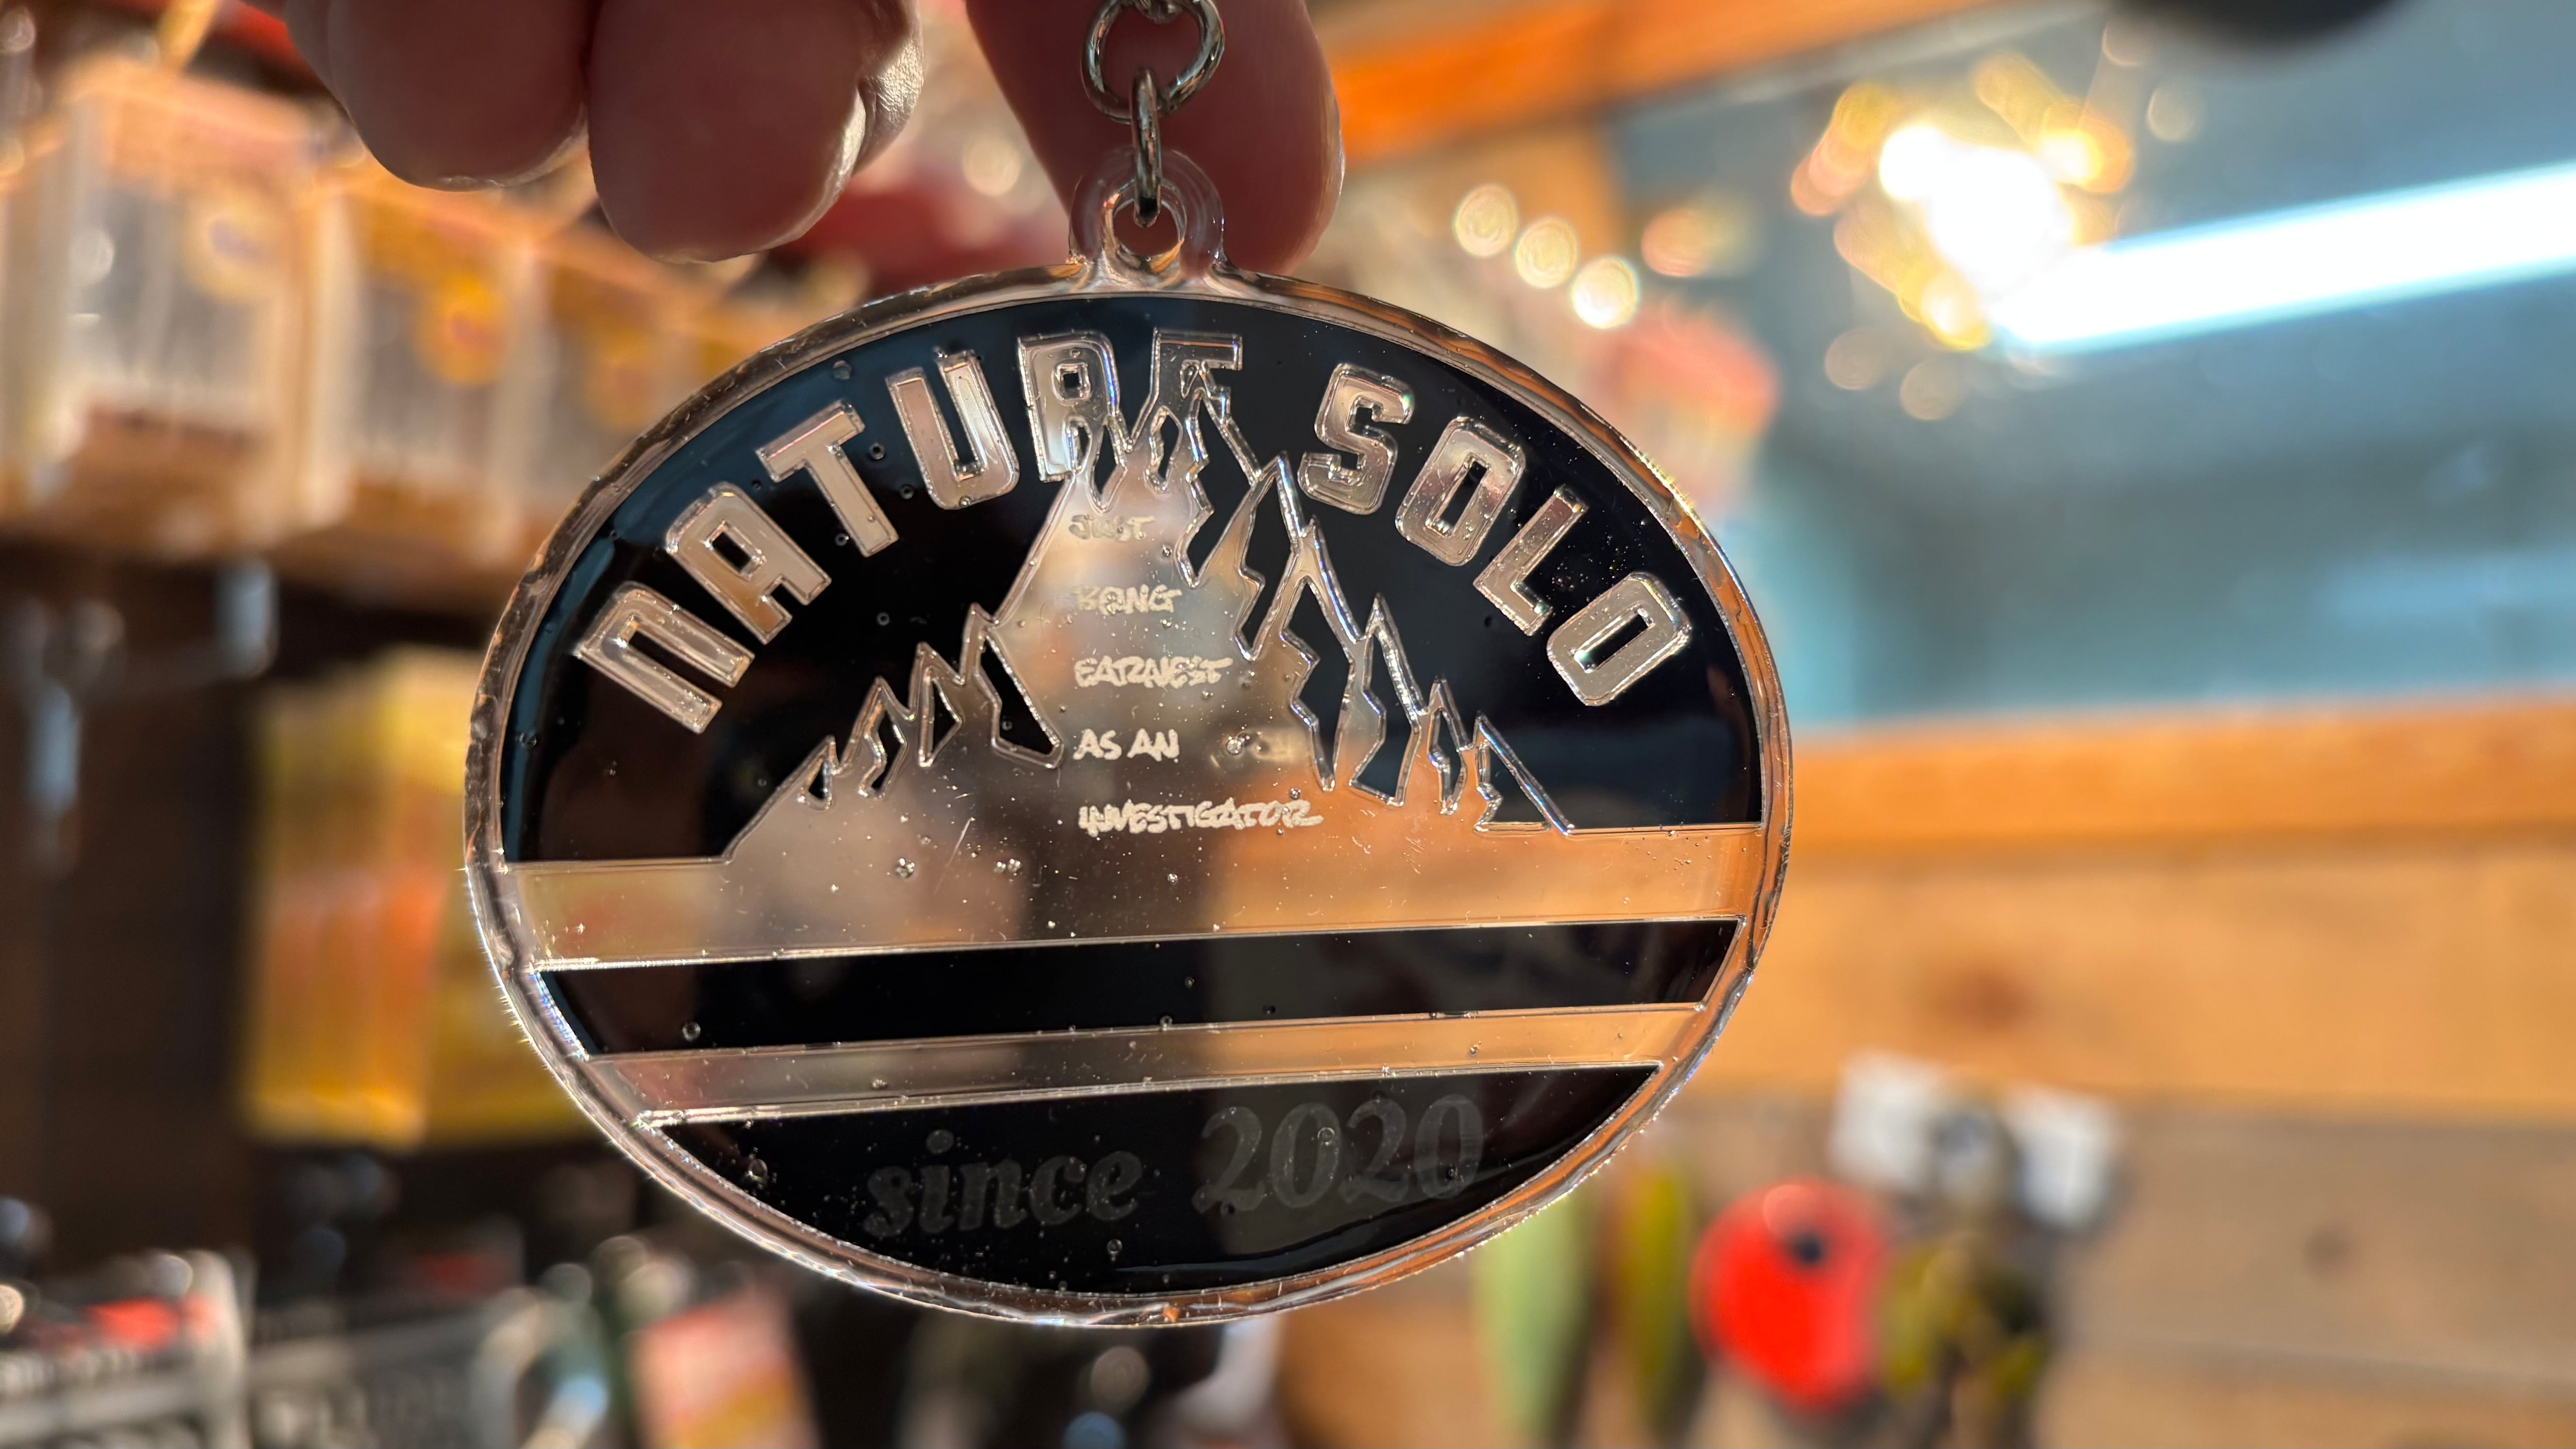 NATURE SOLO
JUST
BEING
EARNEST
AS AN
INVESTIGATOR
since 2020